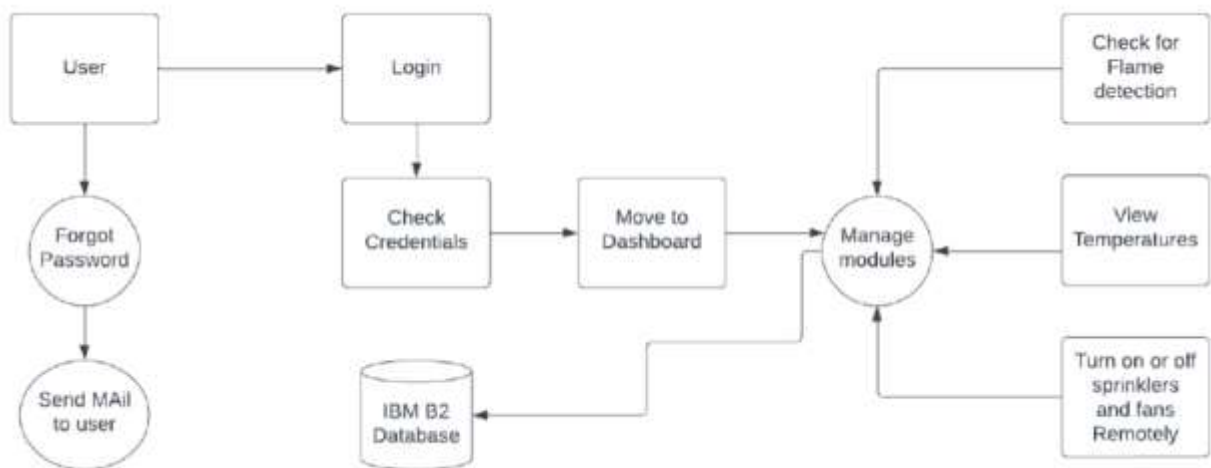 User
Login
Check for
Flame
detection
Forgot
Password
Check
Credentials
Move to
Dashboard
Manage
modules
View
Temperatures
Send MAil
to user
IBM B2
Database
Turn on or off
sprinklers
and fans
Remotely